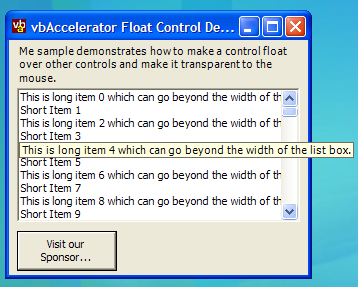 vbAccelerator Float Control De...
Me sample demonstrates how to make a control float
over other controls and make it transparent to the
mouse.
This is long item 0 which can go beyond the width of th
Short Item 1
This is long item 2 which can go beyond the width of th
Short Item 3
This is long item 4 which can go beyond the width of the list box.
Short Item 5
This is long item 6 which can go beyond the width of th
Short Item 7
This is long item 8 which can go beyond the width of th
Short Item 9
Visit our
Sponsor...